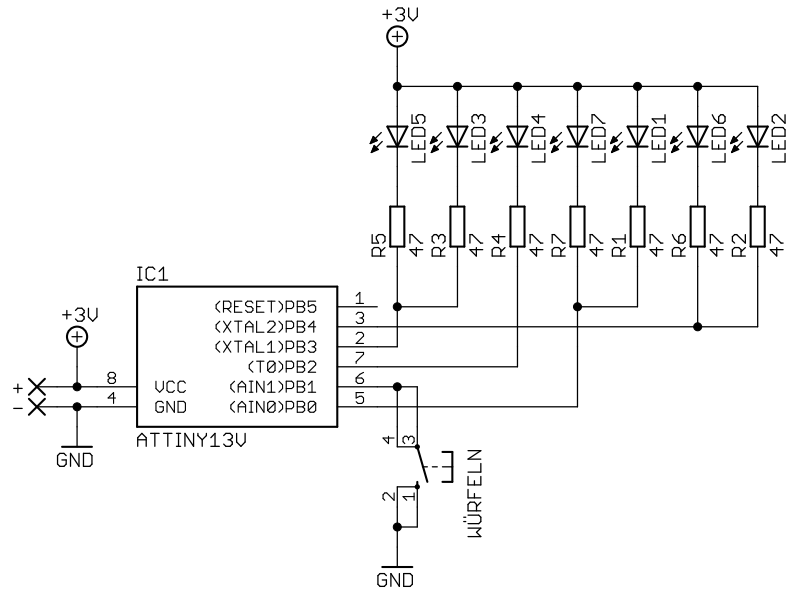 +3V
LED5
LED3
LED4
LED7
LED1
LED6
LED2
R5
47
R3
47
R4
47
R7
47
R1
47
R6
47
R2
47
IC1
+3V
(RESET)PB5
1
(XTAL2)PB4
3
(XTAL1)PB3
2
(T0)PB2
7
+
8
VCC
(AIN1)PB1
6
-
4
GND
(AIN0)PB0
5
ATTINY13V
GND
4
3
2
1
WÜRFELN
GND